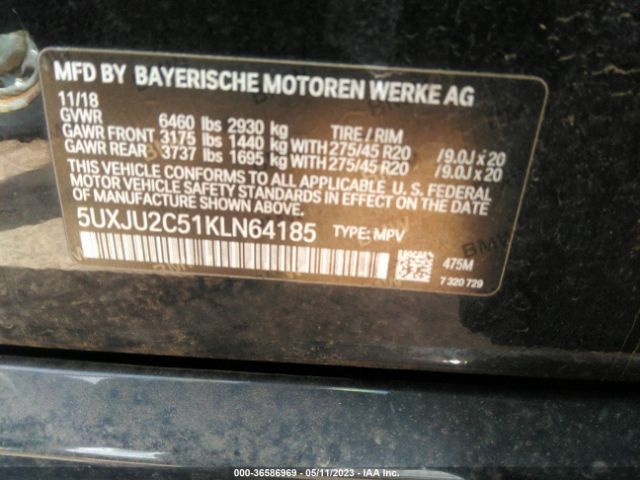 MFD BY BAYERISCHE MOTOREN WERKE AG
11/18
GVWR 6460 lbs 2930 kg TIRE / RIM
GAWR FRONT 3175 lbs 1440 kg WITH 275/45 R20 /9.0J x 20
GAWR REAR 3737 lbs 1695 kg WITH 275/45 R20 /9.0J x 20
THIS VEHICLE CONFORMS TO ALL APPLICABLE U. S. FEDERAL
MOTOR VEHICLE SAFETY STANDARDS IN EFFECT ON THE DATE
OF MANUFACTURE SHOWN ABOVE.
5UXJU2C51KLN64185 TYPE: MPV
475M
7 320 729
000-36586969 - 05/11/2023 - IAA Inc.